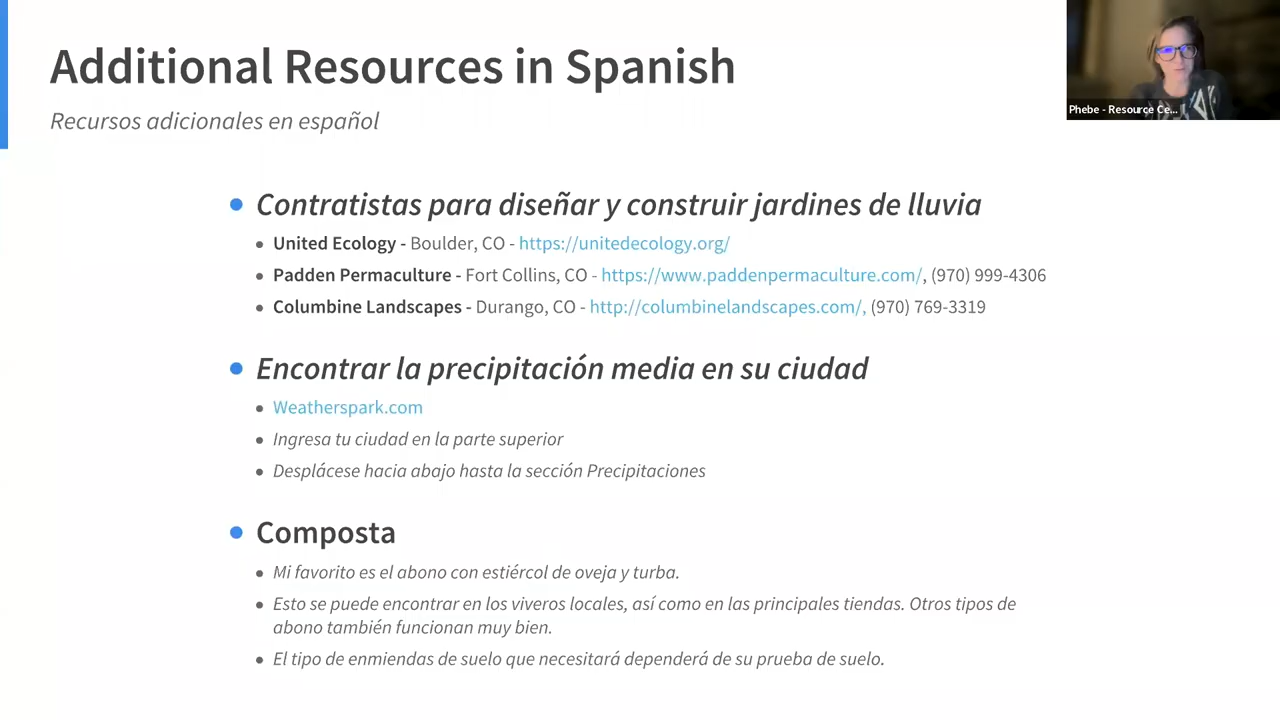 Additional Resources in Spanish
Recursos adicionales en español
Phebe - Resource Ce...
Contratistas para diseñar y construir jardines de lluvia
United Ecology - Boulder, CO - https://unitedecology.org/
Padden Permaculture - Fort Collins, CO - https://www.paddenpermaculture.com/, (970) 999-4306
Columbine Landscapes - Durango, CO - http://columbinelandscapes.com/, (970) 769-3319
Encontrar la precipitación media en su ciudad
Weatherspark.com
Ingresa tu ciudad en la parte superior
Desplácese hacia abajo hasta la sección Precipitaciones
Composta
Mi favorito es el abono con estiércol de oveja y turba.
Esto se puede encontrar en los viveros locales, así como en las principales tiendas. Otros tipos de
abono también funcionan muy bien.
El tipo de enmiendas de suelo que necesitará dependerá de su prueba de suelo.